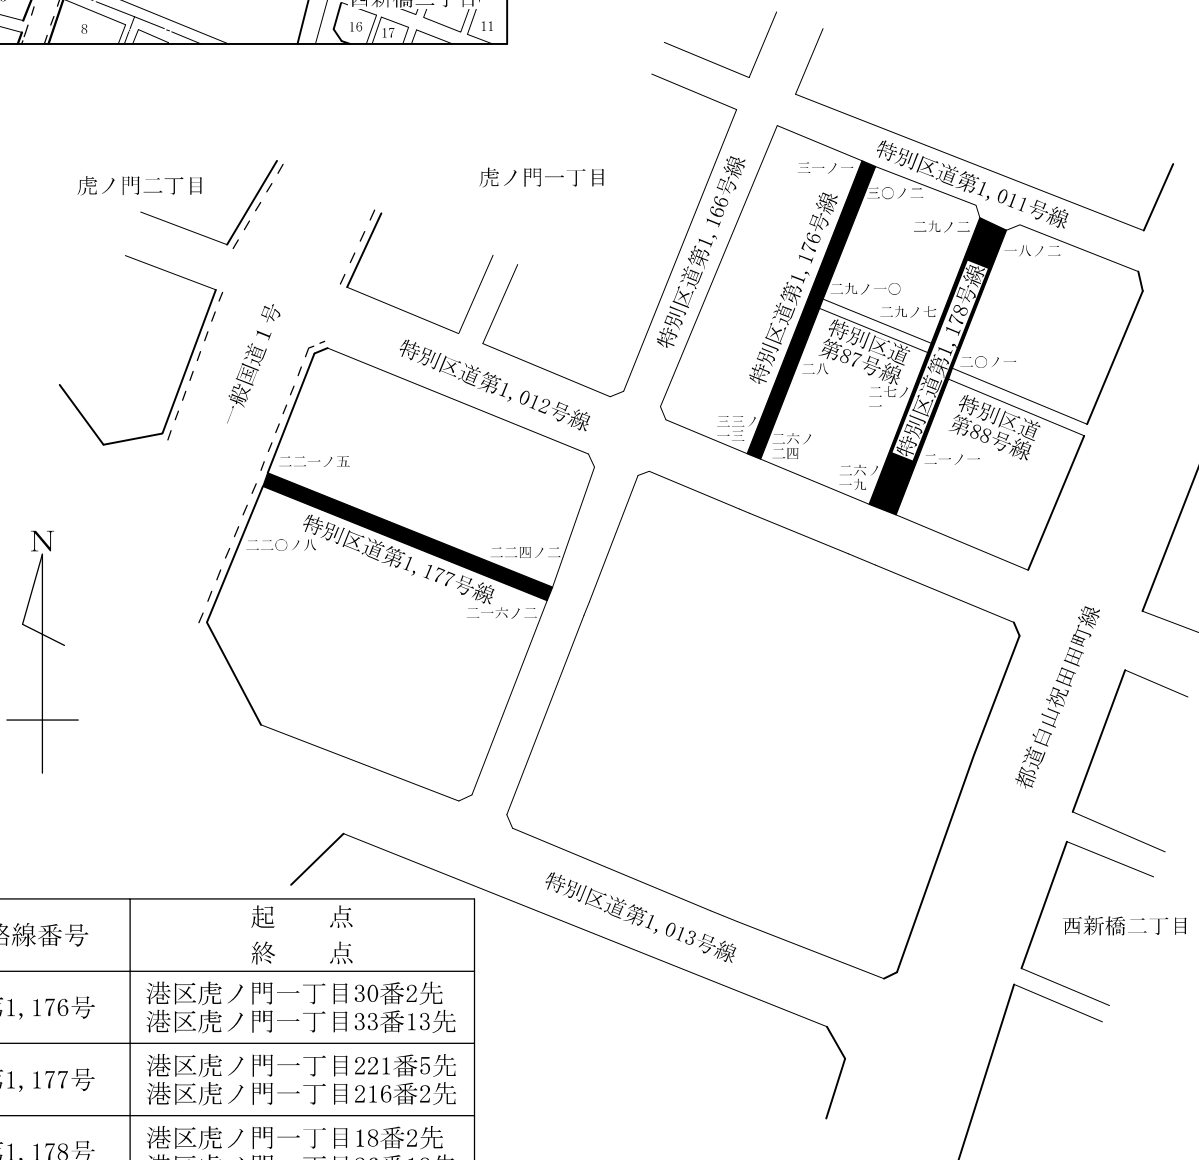 8
16
17
11
虎ノ門二丁目
虎ノ門一丁目
特別区道第1,011号線
特別区道第1,166号線
特別区道第1,176号線
三一ノ一
三〇ノ二
二九ノ二
一八ノ二
二九ノ一〇
二九ノ七
特別区道第1,178号線
特別区道
第87号線
二八
二七ノ
一
二〇ノ一
特別区道
第88号線
三三ノ
一三
二六ノ
二四
二六ノ
一九
二一ノ一
一般国道1号
特別区道第1,012号線
二二一ノ五
二二〇ノ八
特別区道第1,177号線
二二四ノ二
二一六ノ二
N
都道白山祝田田町線
特別区道第1,013号線
西新橋二丁目
路線番号
起 点
終 点
第1,176号
港区虎ノ門一丁目30番2先
港区虎ノ門一丁目33番13先
第1,177号
港区虎ノ門一丁目221番5先
港区虎ノ門一丁目216番2先
第1,178号
港区虎ノ門一丁目18番2先